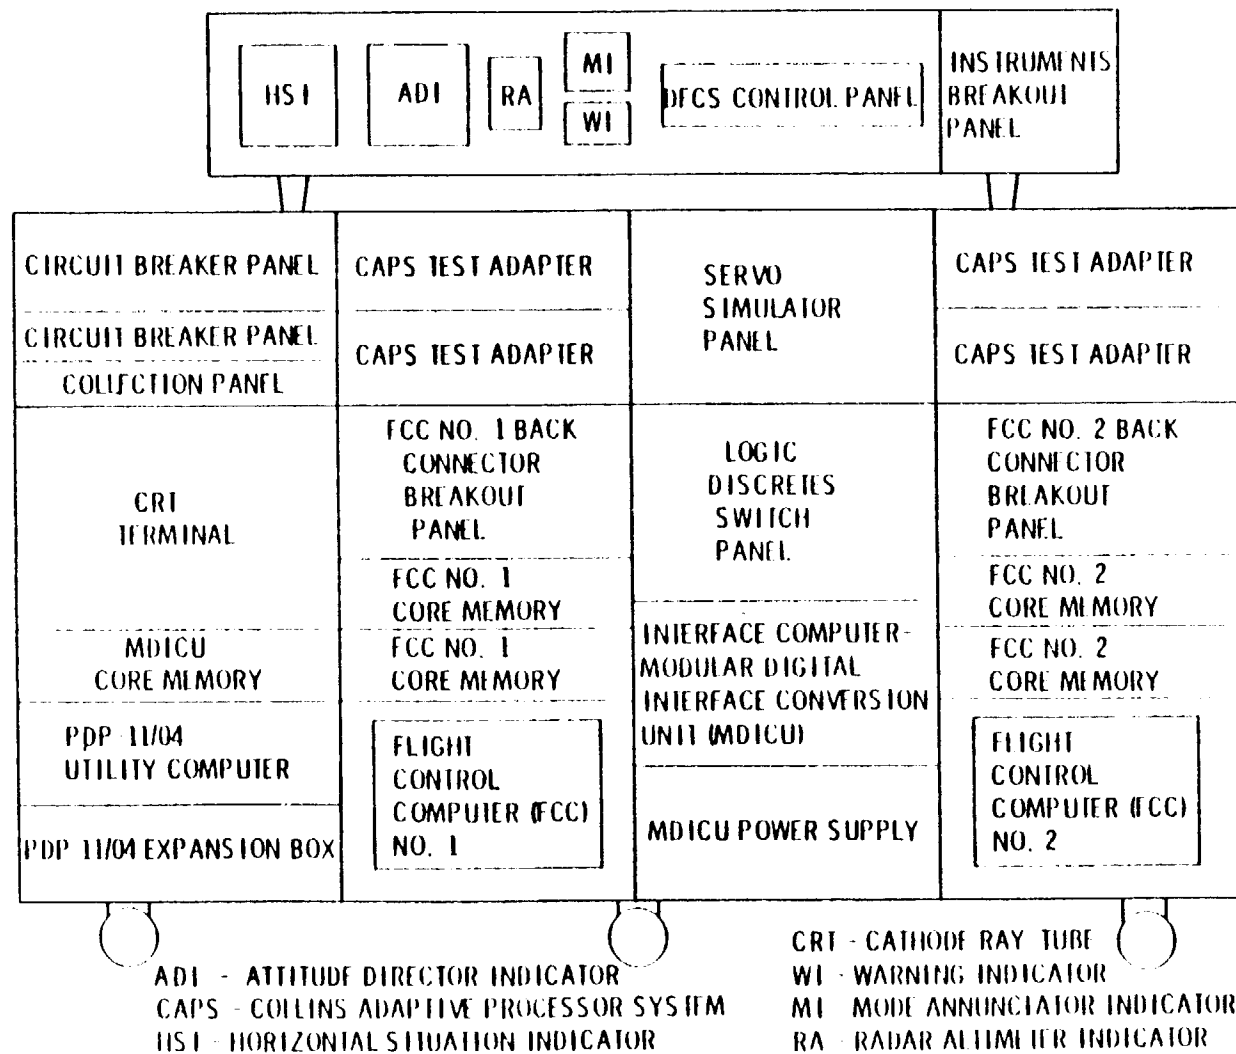 HSI
ADI
RA
MI
WI
DFCS CONTROL PANEL
INSTRUMENTS
BREAKOUT
PANEL
CIRCUIT BREAKER PANEL
CIRCUIT BREAKER PANEL
COLLECTION PANEL
CRT
TERMINAL
MDICU
CORE MEMORY
PDP 11/04
UTILITY COMPUTER
PDP 11/04 EXPANSION BOX
CAPS TEST ADAPTER
CAPS TEST ADAPTER
FCC NO. 1 BACK
CONNECTOR
BREAKOUT
PANEL
FCC NO. 1
CORE MEMORY
FCC NO. 1
CORE MEMORY
FLIGHT
CONTROL
COMPUTER (FCC)
NO. 1
SERVO
SIMULATOR
PANEL
LOGIC
DISCRETES
SWITCH
PANEL
INTERFACE COMPUTER-
MODULAR DIGITAL
INTERFACE CONVERSION
UNIT (MDICU)
MDICU POWER SUPPLY
CAPS TEST ADAPTER
CAPS TEST ADAPTER
FCC NO. 2 BACK
CONNECTOR
BREAKOUT
PANEL
FCC NO. 2
CORE MEMORY
FCC NO. 2
CORE MEMORY
FLIGHT
CONTROL
COMPUTER (FCC)
NO. 2
ADI - ATTITUDE DIRECTOR INDICATOR
CAPS - COLLINS ADAPTIVE PROCESSOR SYSTEM
HSI - HORIZONTAL SITUATION INDICATOR
CRT - CATHODE RAY TUBE
WI - WARNING INDICATOR
MI - MODE ANNUNCIATOR INDICATOR
RA - RADAR ALTIMETER INDICATOR